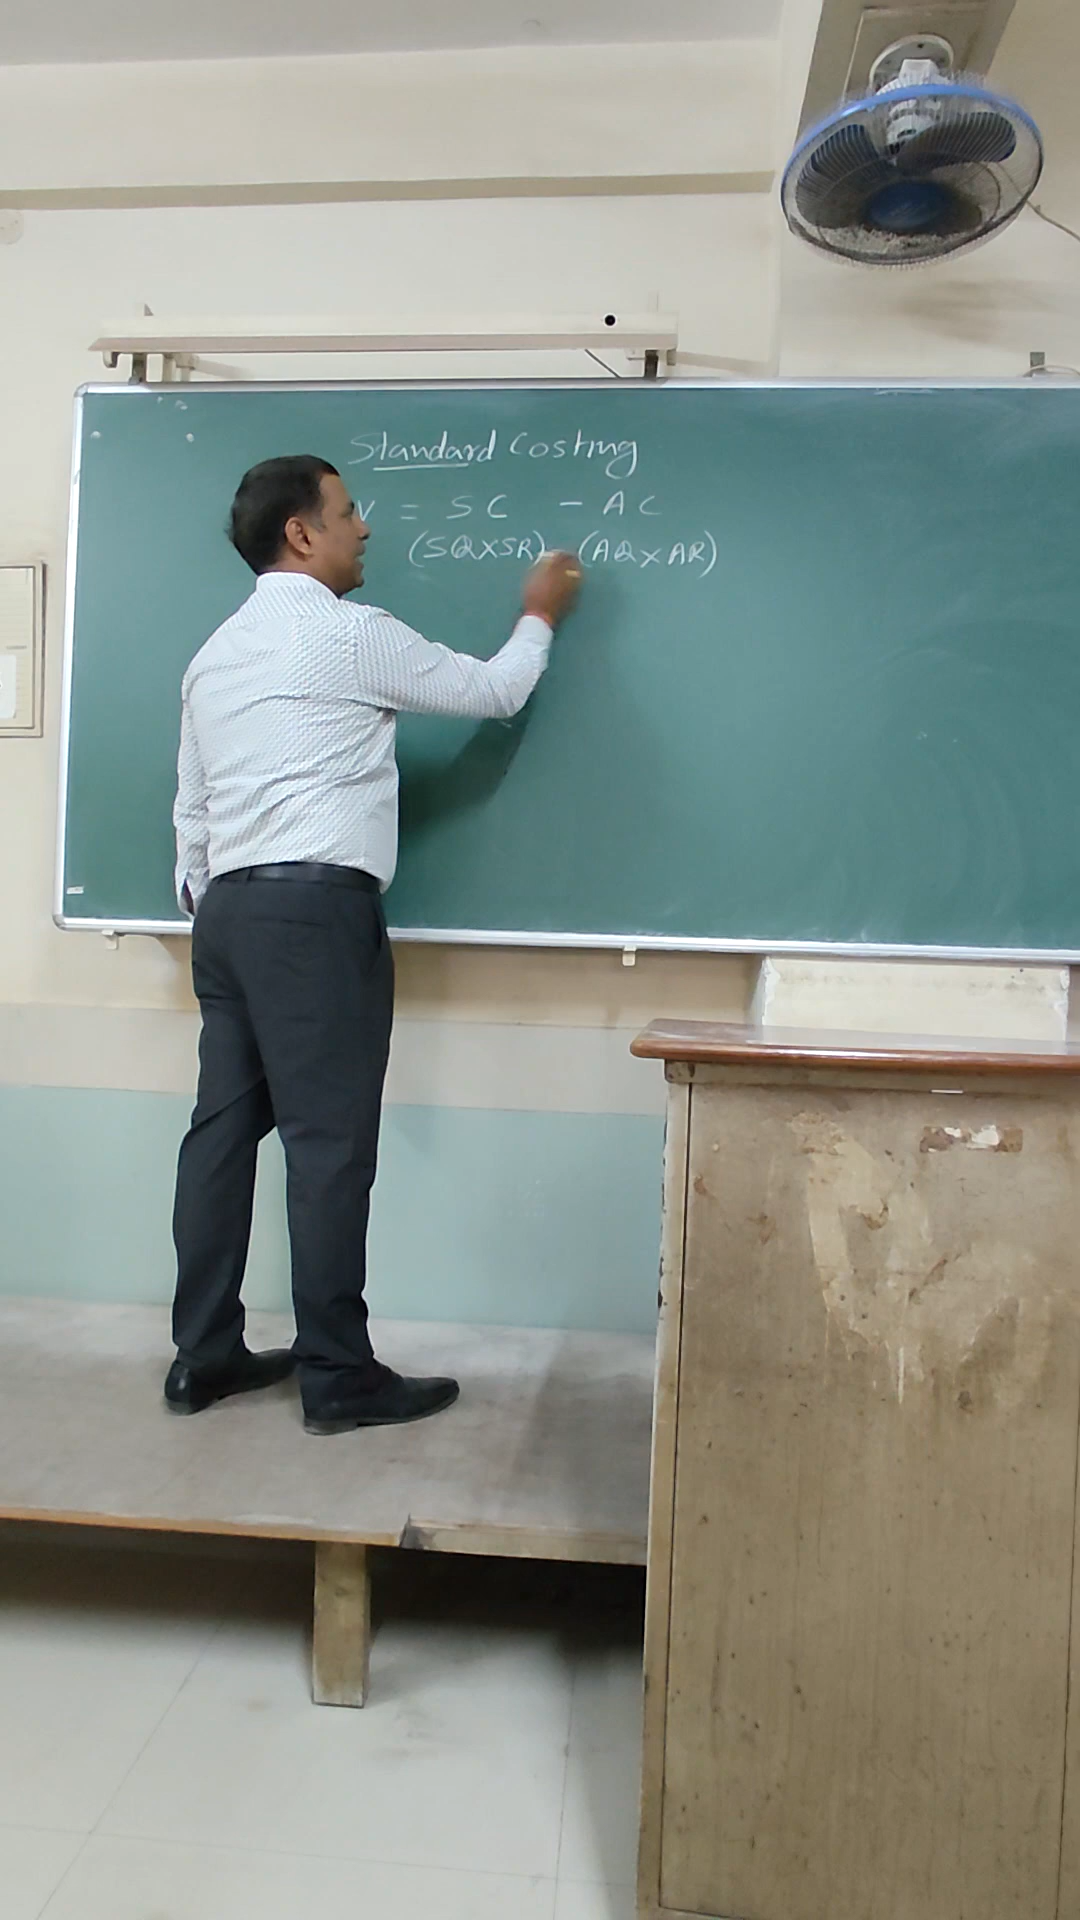 Standard Costing
V = SC - AC
(SQXSR) - (AQXAR)